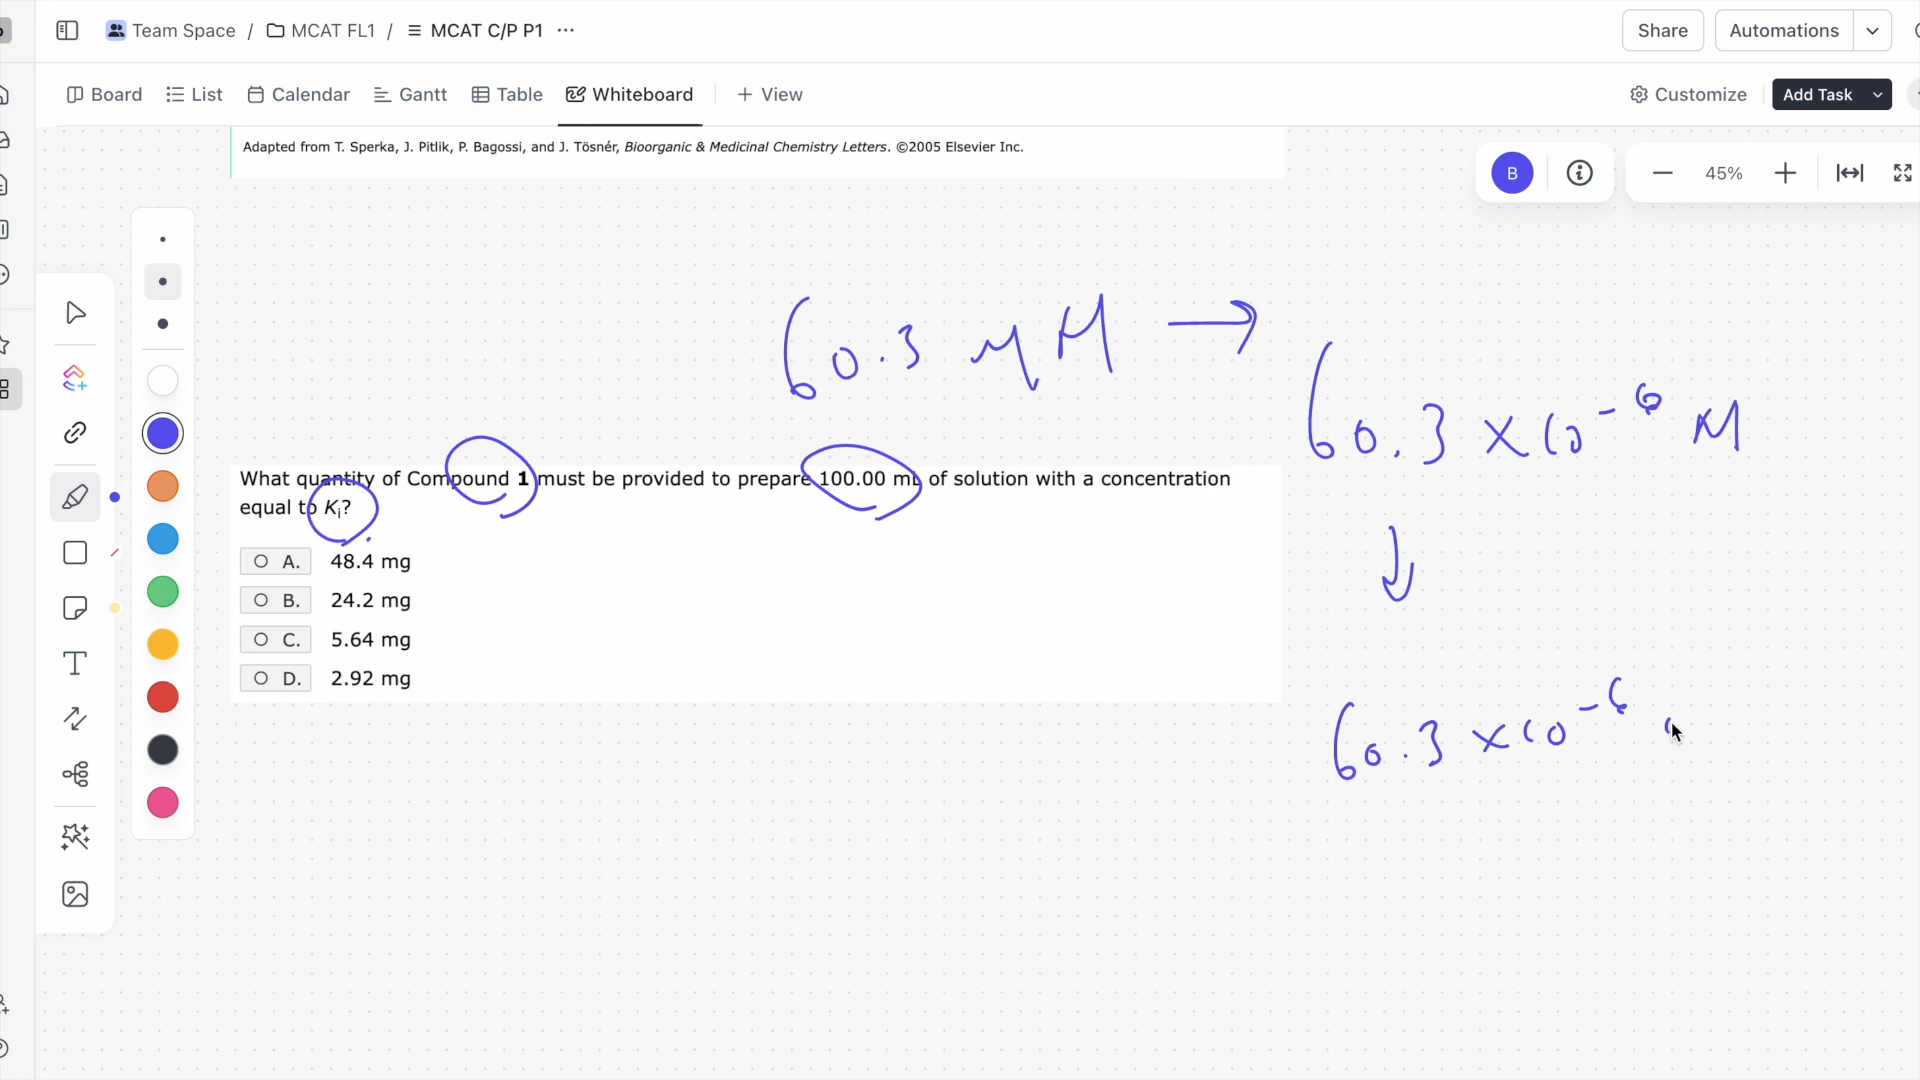 Team Space / MCAT FL1 / MCAT C/P P1 ...
Share
Automations
Board
List
Calendar
Gantt
Table
Whiteboard
+ View
Customize
Add Task
Adapted from T. Sperka, J. Pitlik, P. Bagossi, and J. Tösnér, Bioorganic & Medicinal Chemistry Letters. ©2005 Elsevier Inc.
B
45%
60.3 μM →
60.3 ×10⁻⁶ M
What quantity of Compound 1 must be provided to prepare 100.00 mL of solution with a concentration
equal to Kᵢ?
A. 48.4 mg
B. 24.2 mg
C. 5.64 mg
D. 2.92 mg
60.3 ×10⁻⁶
T